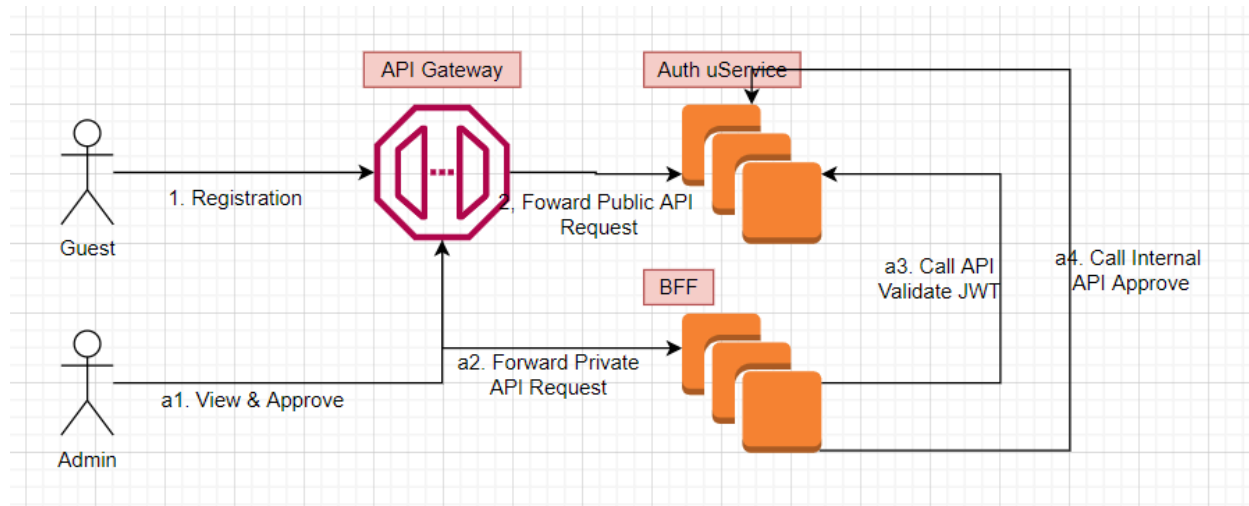 API Gateway
Auth uService
1. Registration
2, Foward Public API
Request
Guest
a3. Call API
Validate JWT
a4. Call Internal
API Approve
BFF
a2. Forward Private
API Request
a1. View & Approve
Admin